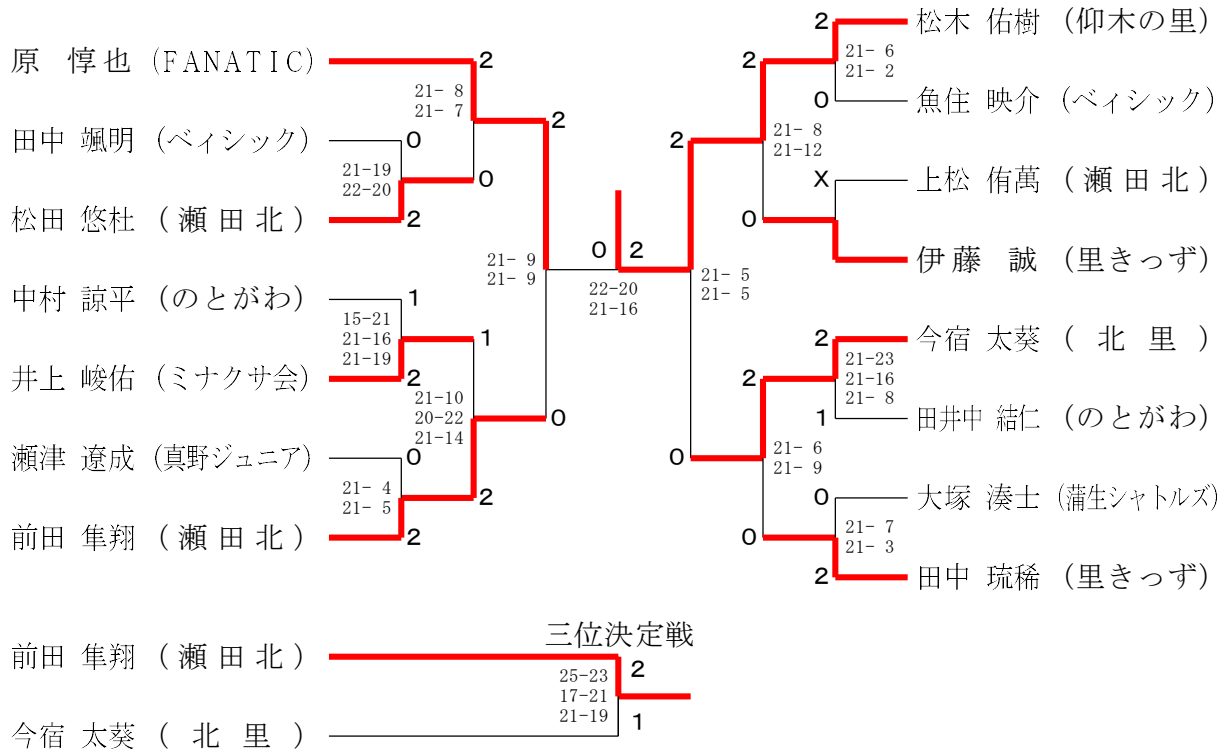 原 惇也 (FANATIC)
2
21- 8
21- 7
田中 颯明 (ベィシック)
0
21-19
22-20
0
松田 悠杜 (瀬田北)
2
2
21- 9
21- 9
中村 諒平 (のとがわ)
1
15-21
21-16
21-19
1
井上 峻佑 (ミナクサ会)
2
21-10
20-22
21-14
0
瀬津 遼成 (真野ジュニア)
0
21- 4
21- 5
2
前田 隼翔 (瀬田北)
2
0 2
22-20
21-16
2 松木 佑樹 (仰木の里)
2
21- 6
21- 2
0 魚住 映介 (ベィシック)
2
21- 8
21-12
X 上松 侑萬 (瀬田北)
0
伊藤 誠 (里きっず)
21- 5
21- 5
2 今宿 太葵 (北里)
2
21-23
21-16
21- 8
1 田井中 結仁 (のとがわ)
0
21- 6
21- 9
0 大塚 湊士 (蒲生シャトルズ)
0
21- 7
21- 3
2 田中 琉稀 (里きっず)
三位決定戦
前田 隼翔 (瀬田北)
2
25-23
17-21
21-19
1
今宿 太葵 (北里)